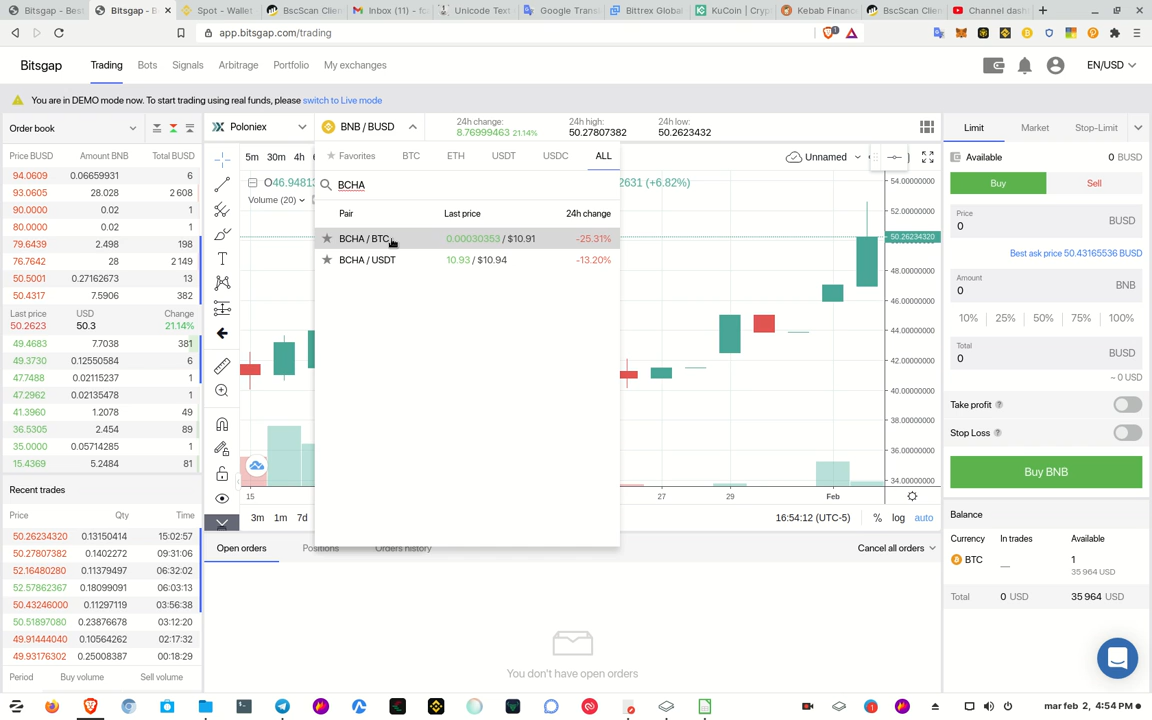 Bitsgap - Best
Bitsgap - B
Spot - Wallet
BscScan Clien
Inbox (11) - fc
Unicode Text
Google Trans
Bittrex Global
KuCoin | Cryp
Kebab Financ
BscScan Clien
Channel dash
app.bitsgap.com/trading
Bitsgap
Trading
Bots
Signals
Arbitrage
Portfolio
My exchanges
EN/USD
You are in DEMO mode now. To start trading using real funds, please switch to Live mode
Order book
Poloniex
BNB / BUSD
24h change:
8.76999463 21.14%
24h high:
50.27807382
24h low:
50.2623432
Limit
Market
Stop-Limit
Price BUSD Amount BNB Total BUSD
94.0609 0.06659931 6
93.0605 28.028 2 608
90.0000 0.02 1
80.0000 0.02 1
79.6439 2.498 198
76.7642 28 2 149
50.5001 0.27162673 13
50.4317 7.5906 382
Last price USD Change
50.2623 50.3 21.14%
49.4683 7.7038 381
49.3730 0.12550584 6
47.7488 0.02115237 1
47.2962 0.02135478 1
41.3960 1.2078 49
36.5305 2.454 89
35.0000 0.05714285 1
15.4369 5.2484 81
Recent trades
Price Qty Time
50.26234320 0.13150414 15:02:57
50.27807382 0.1402272 09:31:06
52.16480280 0.11379497 06:32:02
52.57862367 0.18099091 06:03:13
50.43246000 0.11297119 03:56:38
50.51897080 0.23876678 03:12:20
49.91444040 0.10564262 02:17:32
49.93176302 0.25008387 00:18:29
Period Buy volume Sell volume
5m 30m 4h
O46.9481
Volume (20)
Favorites BTC ETH USDT USDC ALL
BCHA
Pair Last price 24h change
BCHA / BTC 0.00030353 / $10.91 -25.31%
BCHA / USDT 10.93 / $10.94 -13.20%
2631 (+6.82%)
Unnamed
54.00000000
52.00000000
50.26234320
48.00000000
46.00000000
44.00000000
42.00000000
40.00000000
38.00000000
36.00000000
34.00000000
15 27 29 Feb
3m 1m 7d
16:54:12 (UTC-5) % log auto
Open orders Positions Orders history
Cancel all orders
You don't have open orders
Available 0 BUSD
Buy Sell
Price
0 BUSD
Best ask price 50.43165536 BUSD
Amount
0 BNB
10% 25% 50% 75% 100%
Total
0 BUSD
~ 0 USD
Take profit
Stop Loss
Buy BNB
Balance
Currency In trades Available
BTC — 1
35 964 USD
Total 0 USD 35 964 USD
mar feb 2, 4:54 PM